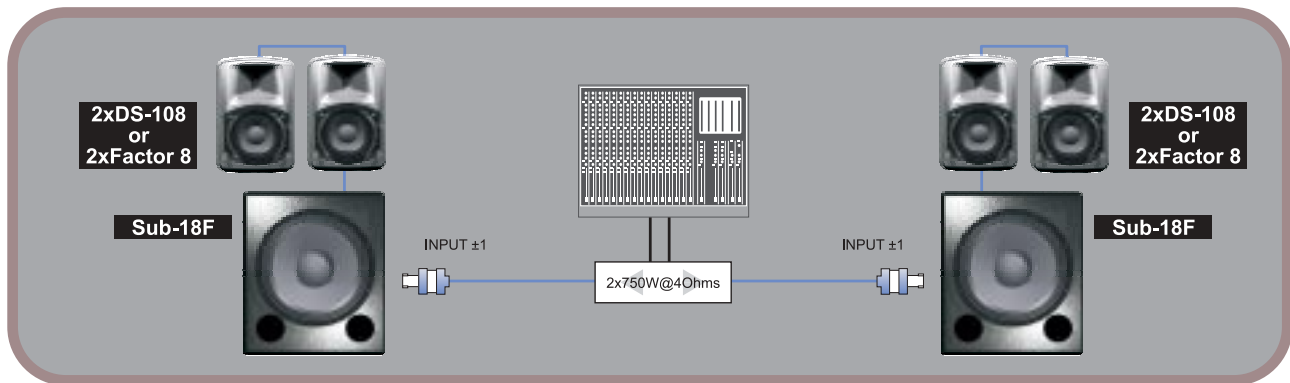 2xDS-108
or
2xFactor 8
Sub-18F
INPUT ±1
2x750W@4Ohms
INPUT ±1
2xDS-108
or
2xFactor 8
Sub-18F